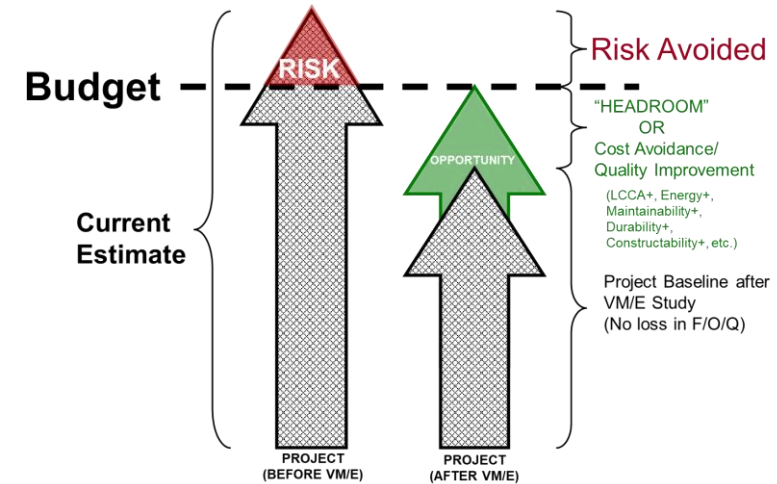 RISK
Risk Avoided
Budget
"HEADROOM"
OR
Cost Avoidance/
Quality Improvement
(LCCA+, Energy+,
Maintainability+,
Durability+,
Constructability+, etc.)
OPPORTUNITY
Current
Estimate
Project Baseline after
VM/E Study
(No loss in F/O/Q)
PROJECT
(BEFORE VM/E)
PROJECT
(AFTER VM/E)